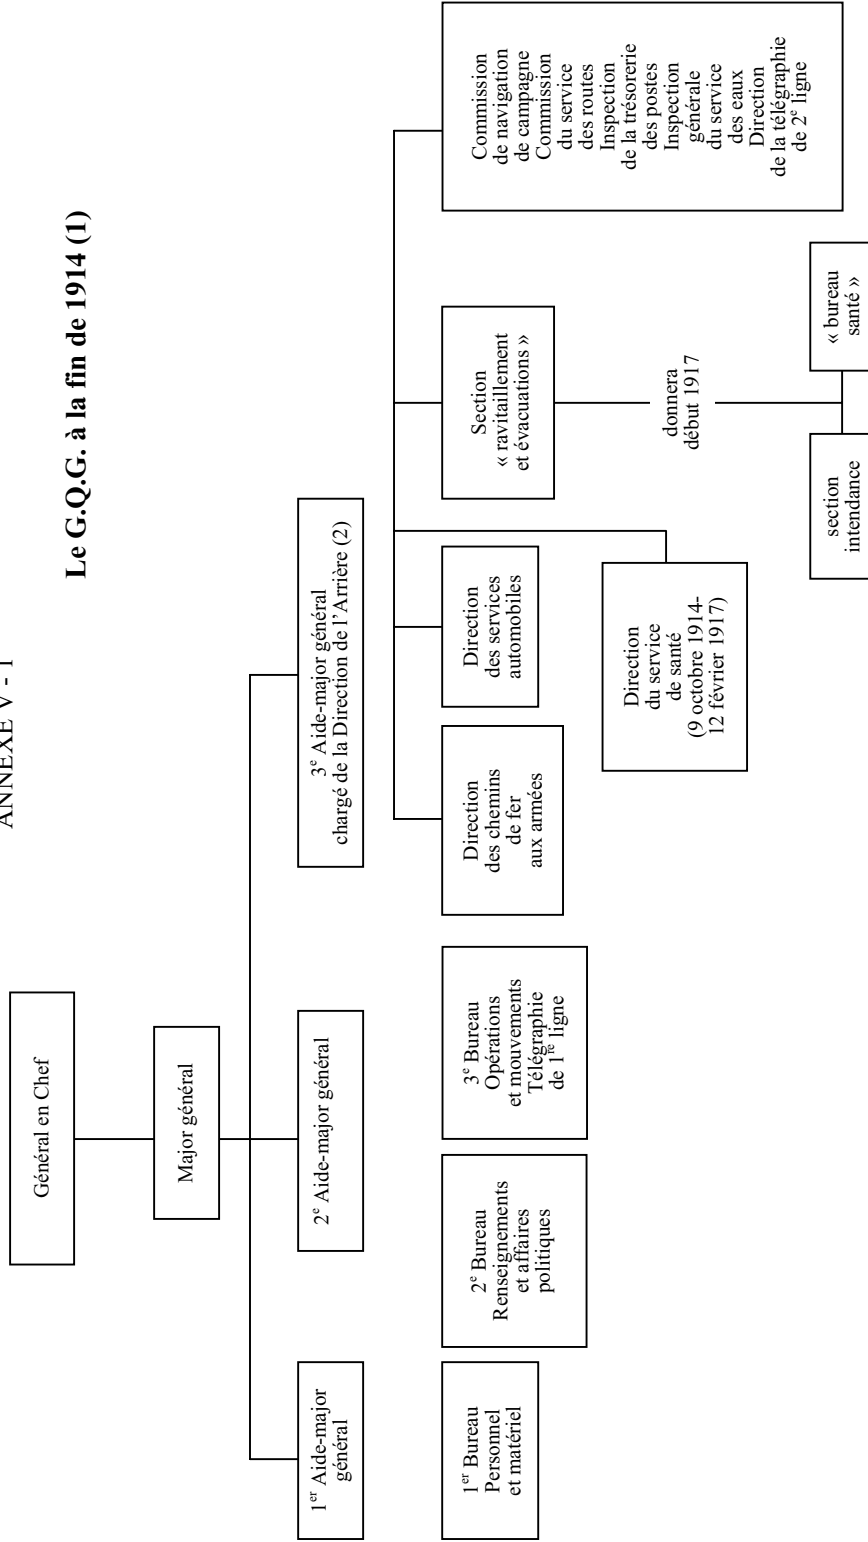 ANNEXE V - 1
Le G.Q.G. à la fin de 1914 (1)
Général en Chef
Major général
1er Aide-major
général
2e Aide-major général
3e Aide-major général
chargé de la Direction de l'Arrière (2)
1er Bureau
Personnel
et matériel
2e Bureau
Renseignements
et affaires
politiques
3e Bureau
Opérations
et mouvements
Télégraphie
de 1re ligne
Direction
des chemins
de fer
aux armées
Direction
des services
automobiles
Section
« ravitaillement
et évacuations »
Commission
de navigation
de campagne
Commission
du service
des routes
Inspection
de la trésorerie
des postes
Inspection
générale
du service
des eaux
Direction
de la télégraphie
de 2e ligne
Direction
du service
de santé
(9 octobre 1914-
12 février 1917)
donnera
début 1917
section
intendance
« bureau
santé »